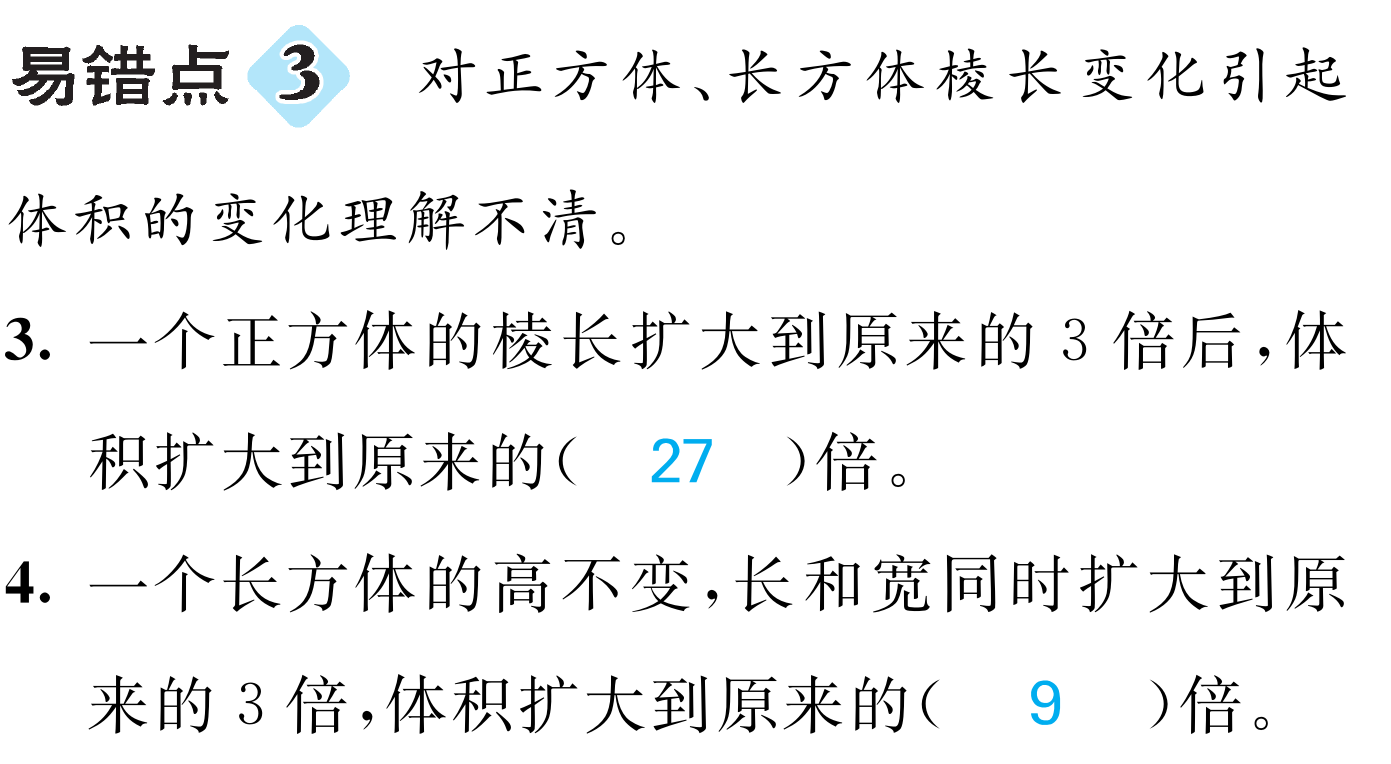 易错点 3 对正方体、长方体棱长变化引起
体积的变化理解不清。
3. 一个正方体的棱长扩大到原来的 3 倍后,体
积扩大到原来的( 27 )倍。
4. 一个长方体的高不变,长和宽同时扩大到原
来的 3 倍,体积扩大到原来的( 9 )倍。